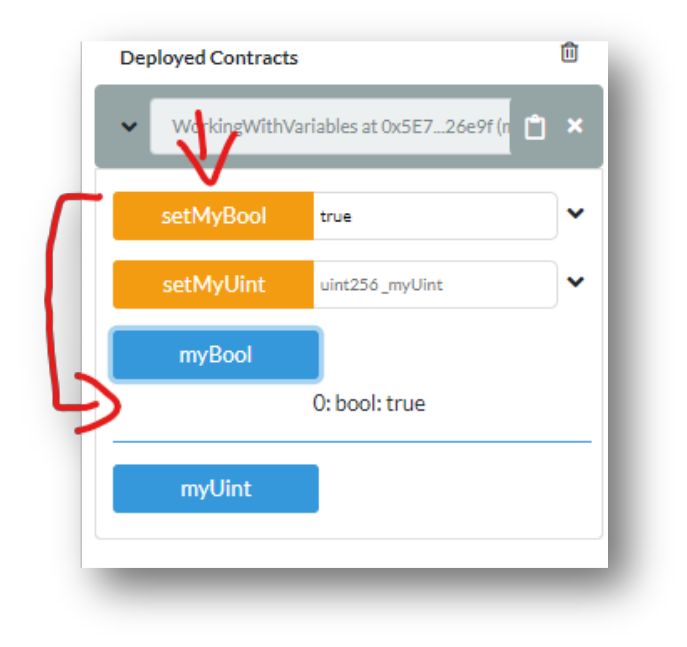 Deployed Contracts
WorkingWithVariables at 0x5E7...26e9f (m
setMyBool true
setMyUint uint256 _myUint
myBool
0: bool: true
myUint